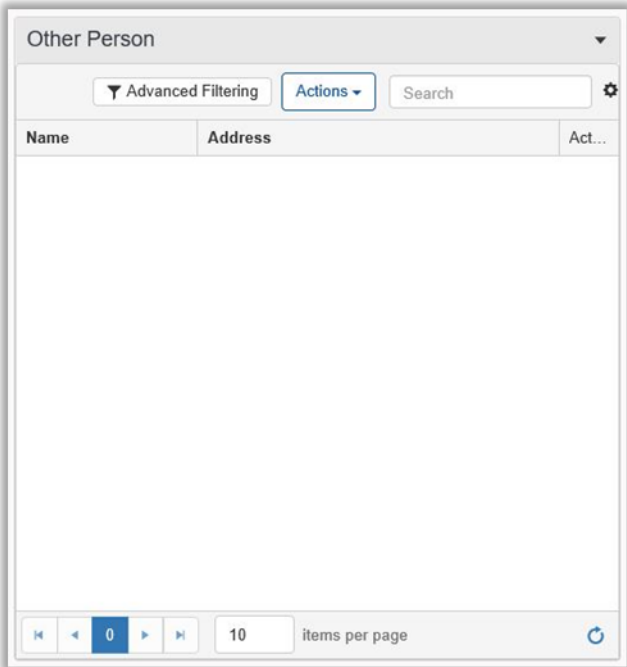 Other Person
Advanced Filtering Actions Search
Name Address Act...
0 10 items per page